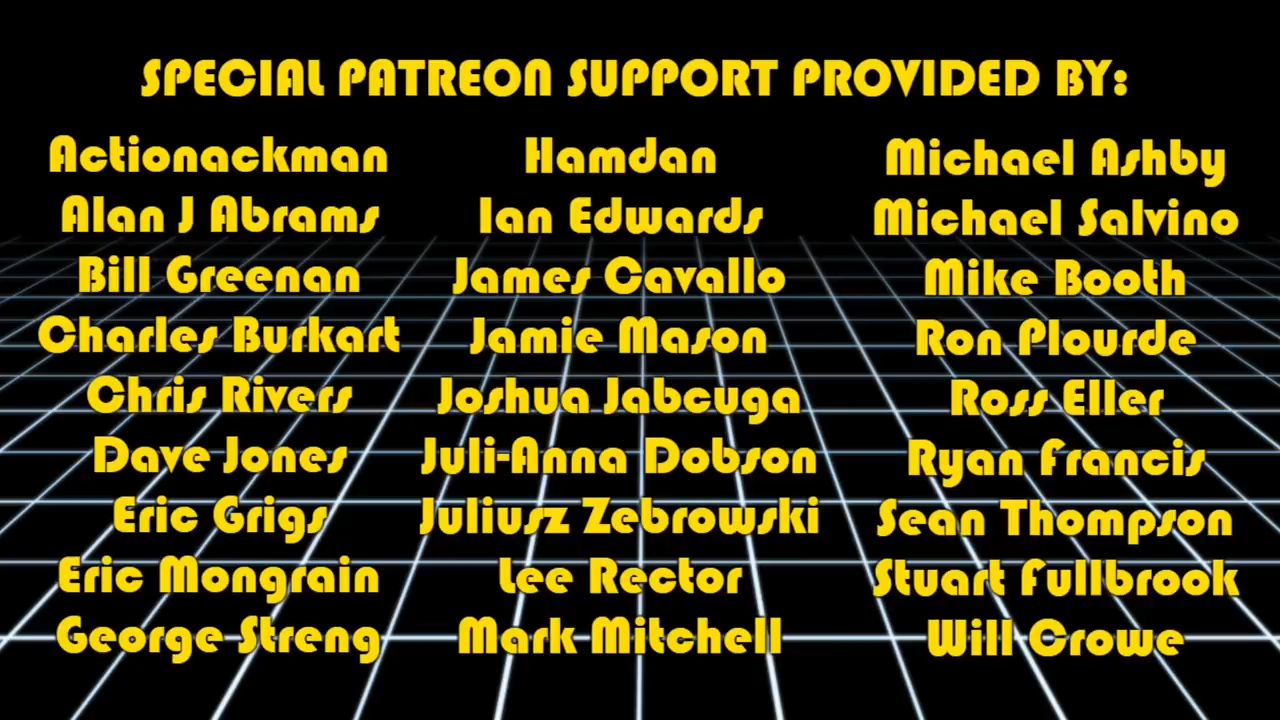 SPECIAL PATREON SUPPORT PROVIDED BY:
Actionackman
Alan J Abrams
Bill Greenan
Charles Burkart
Chris Rivers
Dave Jones
Eric Grigs
Eric Mongrain
George Streng
Hamdan
Ian Edwards
James Cavallo
Jamie Mason
Joshua Jabcuga
Juli-Anna Dobson
Juliusz Zebrowski
Lee Rector
Mark Mitchell
Michael Ashby
Michael Salvino
Mike Booth
Ron Plourde
Ross Eller
Ryan Francis
Sean Thompson
Stuart Fullbrook
Will Crowe